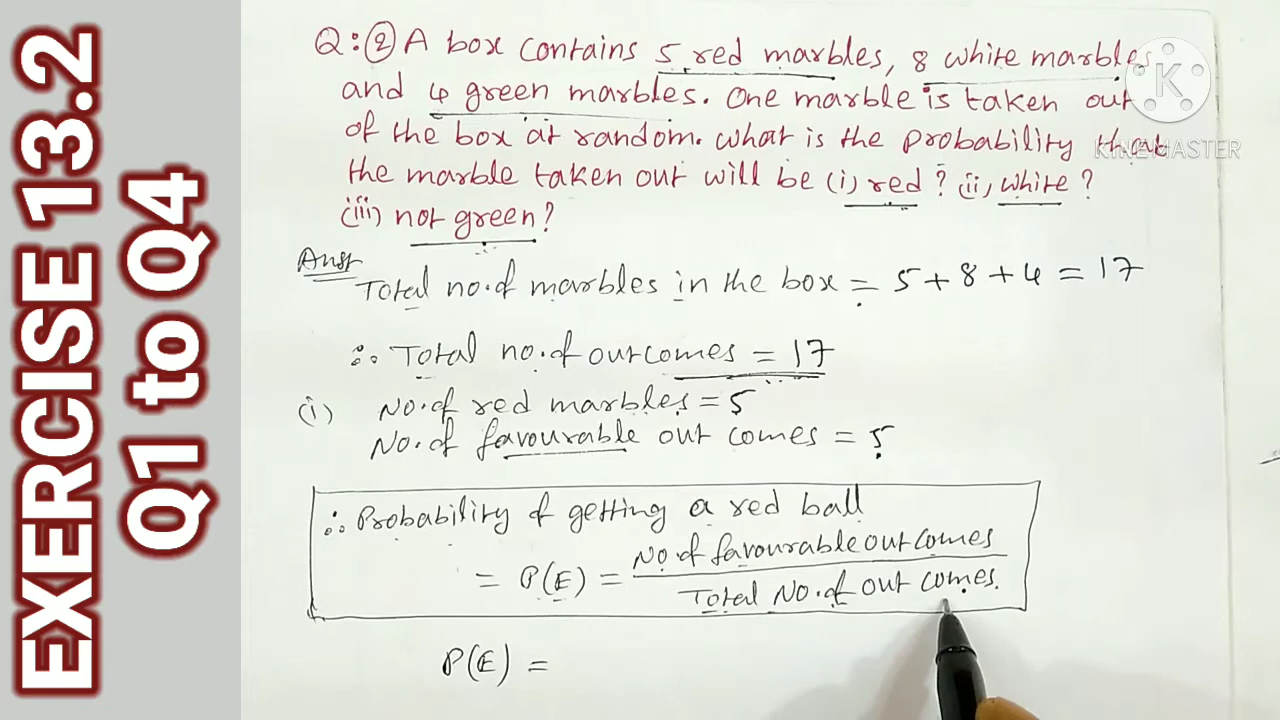 EXERCISE 13.2
Q1 to Q4
Q:② A box contains 5 red marbles, 8 white marbles
and 4 green marbles. One marble is taken out
of the box at random. what is the probability that
the marble taken out will be (i) red? (ii) white?
(iii) not green?
K
KINEMASTER
Ansr
Total no. of marbles in the box = 5 + 8 + 4 = 17
∴ Total no. of outcomes = 17
(i) No. of red marbles = 5
No. of favourable out comes = 5
∴ Probability of getting a red ball
= P(E) = No of favourable out comes
Total No. of out comes.
P(E) =